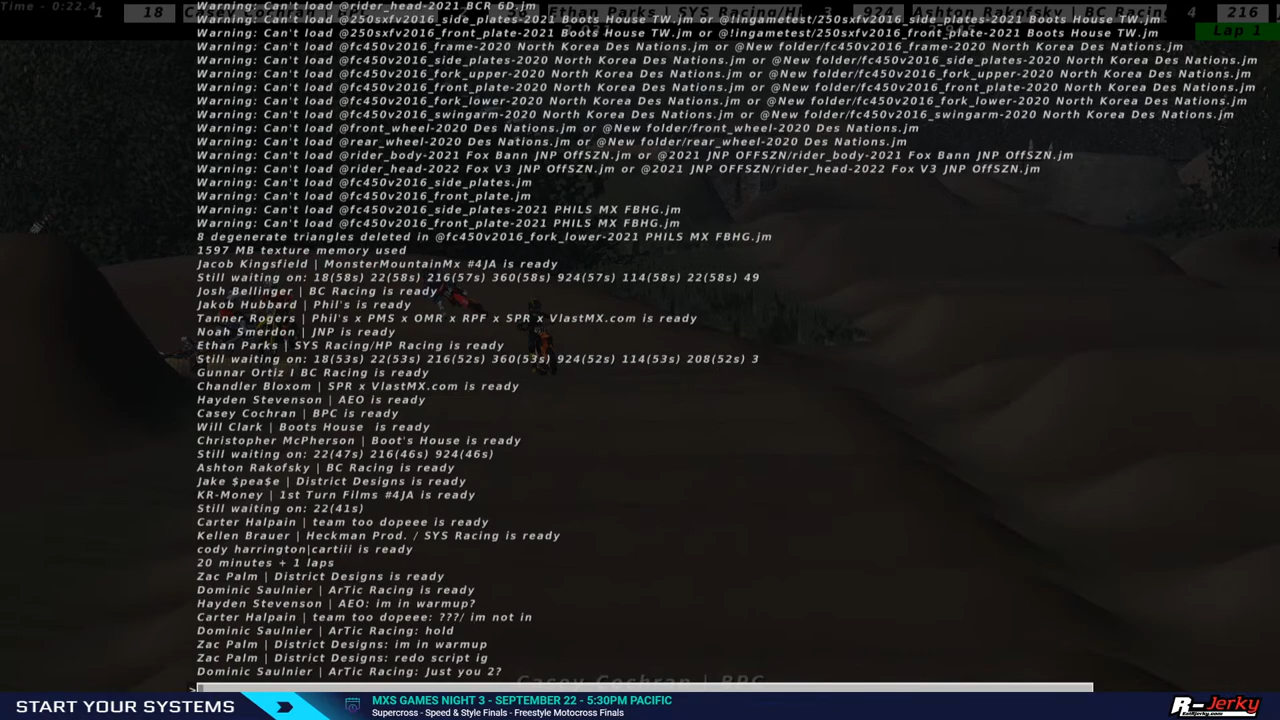 Time - 0:22.4 1 18 Casey Cochran | BPC Ethan Parks | SYS Racing/H 3 924 Ashton Rakofsky | BC Racin 4 216
Lap 1
Warning: Can't load @rider_head-2021 BCR 6D.jm
Warning: Can't load @250sxfv2016_side_plates-2021 Boots House TW.jm or @!ingametest/250sxfv2016_side_plates-2021 Boots House TW.jm
Warning: Can't load @250sxfv2016_front_plate-2021 Boots House TW.jm or @!ingametest/250sxfv2016_front_plate-2021 Boots House TW.jm
Warning: Can't load @fc450v2016_frame-2020 North Korea Des Nations.jm or @New folder/fc450v2016_frame-2020 North Korea Des Nations.jm
Warning: Can't load @fc450v2016_side_plates-2020 North Korea Des Nations.jm or @New folder/fc450v2016_side_plates-2020 North Korea Des Nations.jm
Warning: Can't load @fc450v2016_fork_upper-2020 North Korea Des Nations.jm or @New folder/fc450v2016_fork_upper-2020 North Korea Des Nations.jm
Warning: Can't load @fc450v2016_front_plate-2020 North Korea Des Nations.jm or @New folder/fc450v2016_front_plate-2020 North Korea Des Nations.jm
Warning: Can't load @fc450v2016_fork_lower-2020 North Korea Des Nations.jm or @New folder/fc450v2016_fork_lower-2020 North Korea Des Nations.jm
Warning: Can't load @fc450v2016_swingarm-2020 North Korea Des Nations.jm or @New folder/fc450v2016_swingarm-2020 North Korea Des Nations.jm
Warning: Can't load @front_wheel-2020 Des Nations.jm or @New folder/front_wheel-2020 Des Nations.jm
Warning: Can't load @rear_wheel-2020 Des Nations.jm or @New folder/rear_wheel-2020 Des Nations.jm
Warning: Can't load @rider_body-2021 Fox Bann JNP OffSZN.jm or @2021 JNP OFFSZN/rider_body-2021 Fox Bann JNP OffSZN.jm
Warning: Can't load @rider_head-2022 Fox V3 JNP OffSZN.jm or @2021 JNP OFFSZN/rider_head-2022 Fox V3 JNP OffSZN.jm
Warning: Can't load @fc450v2016_side_plates.jm
Warning: Can't load @fc450v2016_front_plate.jm
Warning: Can't load @fc450v2016_side_plates-2021 PHILS MX FBHG.jm
Warning: Can't load @fc450v2016_front_plate-2021 PHILS MX FBHG.jm
8 degenerate triangles deleted in @fc450v2016_fork_lower-2021 PHILS MX FBHG.jm
1597 MB texture memory used
Jacob Kingsfield | MonsterMountainMx #4JA is ready
Still waiting on: 18(58s) 22(58s) 216(57s) 360(58s) 924(57s) 114(58s) 22(58s) 49
Josh Bellinger | BC Racing is ready
Jakob Hubbard | Phil's is ready
Tanner Rogers | Phil's x PMS x OMR x RPF x SPR x VlastMX.com is ready
Noah Smerdon | JNP is ready
Ethan Parks | SYS Racing/HP Racing is ready
Still waiting on: 18(53s) 22(53s) 216(52s) 360(53s) 924(52s) 114(53s) 208(52s) 3
Gunnar Ortiz I BC Racing is ready
Chandler Bloxom | SPR x VlastMX.com is ready
Hayden Stevenson | AEO is ready
Casey Cochran | BPC is ready
Will Clark | Boots House  is ready
Christopher McPherson | Boot's House is ready
Still waiting on: 22(47s) 216(46s) 924(46s)
Ashton Rakofsky | BC Racing is ready
Jake $pea$e | District Designs is ready
KR-Money | 1st Turn Films #4JA is ready
Still waiting on: 22(41s)
Carter Halpain | team too dopeee is ready
Kellen Brauer | Heckman Prod. / SYS Racing is ready
cody harrington|cartiii is ready
20 minutes + 1 laps
Zac Palm | District Designs is ready
Dominic Saulnier | ArTic Racing is ready
Hayden Stevenson | AEO: im in warmup?
Carter Halpain | team too dopeee: ???/ im not in
Dominic Saulnier | ArTic Racing: hold
Zac Palm | District Designs: im in warmup
Zac Palm | District Designs: redo script ig
Dominic Saulnier | ArTic Racing: Just you 2?
Casey Cochran | BPC
>
START YOUR SYSTEMS
MXS GAMES NIGHT 3 - SEPTEMBER 22 - 5:30PM PACIFIC
Supercross - Speed & Style Finals - Freestyle Motocross Finals
R-Jerky